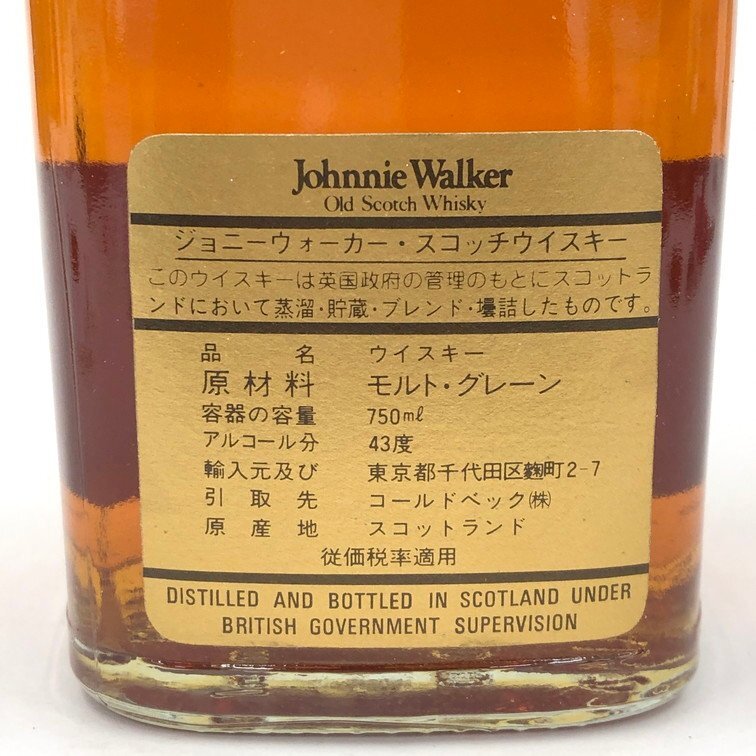 Johnnie Walker
Old Scotch Whisky
ジョニーウォーカー・スコッチウイスキー
このウイスキーは英国政府の管理のもとにスコットラ
ンドにおいて蒸溜・貯蔵・ブレンド・壜詰したものです。
品名 ウイスキー
原材料 モルト・グレーン
容器の容量 750mℓ
アルコール分 43度
輸入元及び 東京都千代田区麴町2-7
引取先 コールドベック㈱
原産地 スコットランド
従価税率適用
DISTILLED AND BOTTLED IN SCOTLAND UNDER
BRITISH GOVERNMENT SUPERVISION